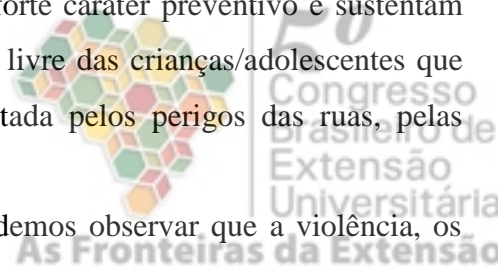 forte caráter preventivo e sustentam
livre das crianças/adolescentes que
tada pelos perigos das ruas, pelas
demos observar que a violência, os
5º
Congresso
Brasileiro de
Extensão
Universitária
As Fronteiras da Extensão